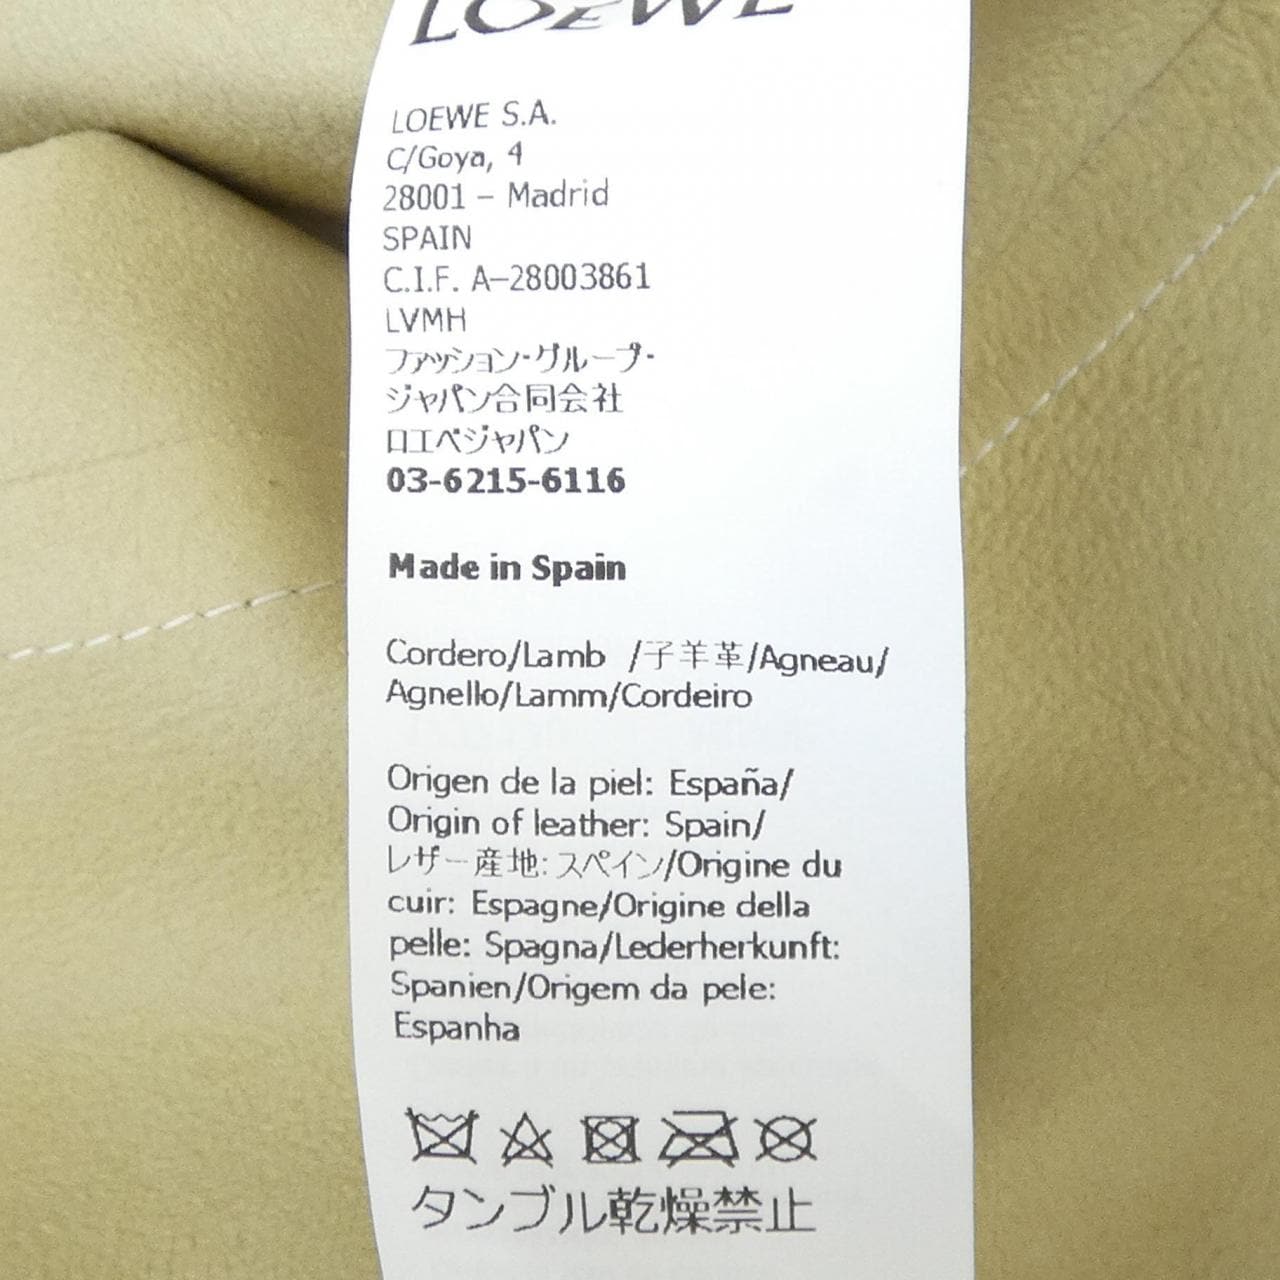 LOEWE
LOEWE S.A.
C/Goya, 4
28001 – Madrid
SPAIN
C.I.F. A–28003861
LVMH
ファッション・グループ・
ジャパン合同会社
ロエベジャパン
03-6215-6116
Made in Spain
Cordero/Lamb /子羊革/Agneau/
Agnello/Lamm/Cordeiro
Origen de la piel: España/
Origin of leather: Spain/
レザー産地: スペイン/Origine du
cuir: Espagne/Origine della
pelle: Spagna/Lederherkunft:
Spanien/Origem da pele:
Espanha
タンブル乾燥禁止